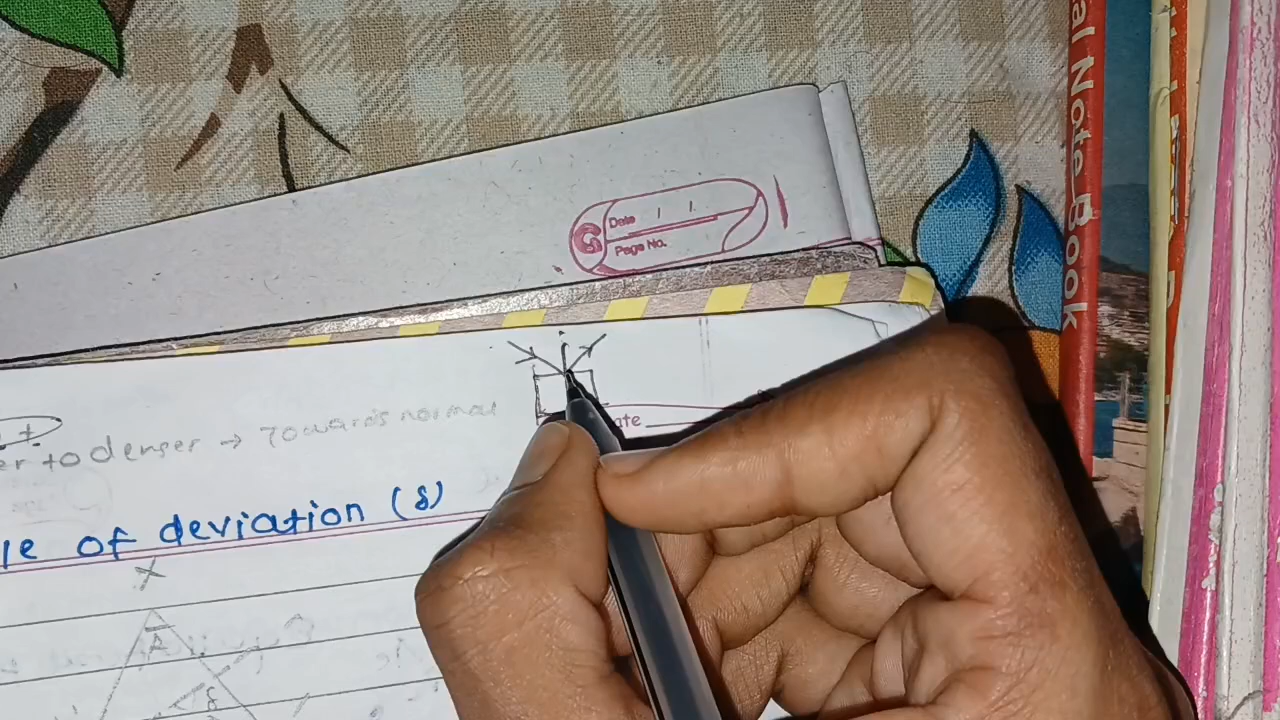 al Note Book
Date
Page No.
ate
er to denser → Towards normal
le of deviation (δ)
X
A
δ